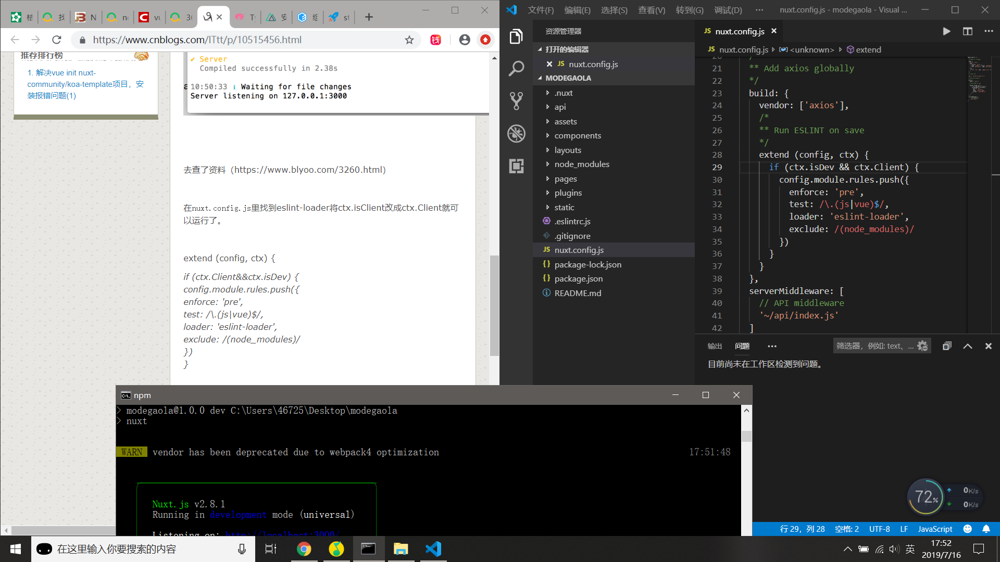 https://www.cnblogs.com/lTtt/p/10515456.html
推荐排行榜
1. 解决vue init nuxt-
community/koa-template项目，安
装报错问题(1)
✔ Server
Compiled successfully in 2.38s
10:50:33 i Waiting for file changes
Server listening on 127.0.0.1:3000
去查了资料（https://www.blyoo.com/3260.html）
在nuxt.config.js里找到eslint-loader将ctx.isClient改成ctx.Client就可
以运行了。
extend (config, ctx) {
if (ctx.Client&&ctx.isDev) {
config.module.rules.push({
enforce: 'pre',
test: /\.(js|vue)$/,
loader: 'eslint-loader',
exclude: /(node_modules)/
})
}
文件(F) 编辑(E) 选择(S) 查看(V) 转到(G) 调试(D) ··· nuxt.config.js - modegaola - Visual ...
资源管理器
打开的编辑器
JS nuxt.config.js
MODEGAOLA
.nuxt
api
assets
components
layouts
node_modules
pages
plugins
static
.eslintrc.js
.gitignore
JS nuxt.config.js
{} package-lock.json
{} package.json
README.md
JS nuxt.config.js
JS nuxt.config.js <unknown> extend
21 ** Add axios globally
22 */
23 build: {
24 vendor: ['axios'],
25 /*
26 ** Run ESLINT on save
27 */
28 extend (config, ctx) {
29 if (ctx.isDev && ctx.Client) {
30 config.module.rules.push({
31 enforce: 'pre',
32 test: /\.(js|vue)$/,
33 loader: 'eslint-loader',
34 exclude: /(node_modules)/
35 })
36 }
37 }
38 },
39 serverMiddleware: [
40 // API middleware
41 '~/api/index.js'
42 ]
输出 问题 ··· 筛选器，例如: text、...
目前尚未在工作区检测到问题。
npm
> modegaola@1.0.0 dev C:\Users\46725\Desktop\modegaola
> nuxt
WARN vendor has been deprecated due to webpack4 optimization 17:51:48
Nuxt.js v2.8.1
Running in development mode (universal)
Listening on: http://localhost:3000/
72%
0K/s
0K/s
行 29，列 28 空格: 2 UTF-8 LF JavaScript
在这里输入你要搜索的内容
英
17:52
2019/7/16